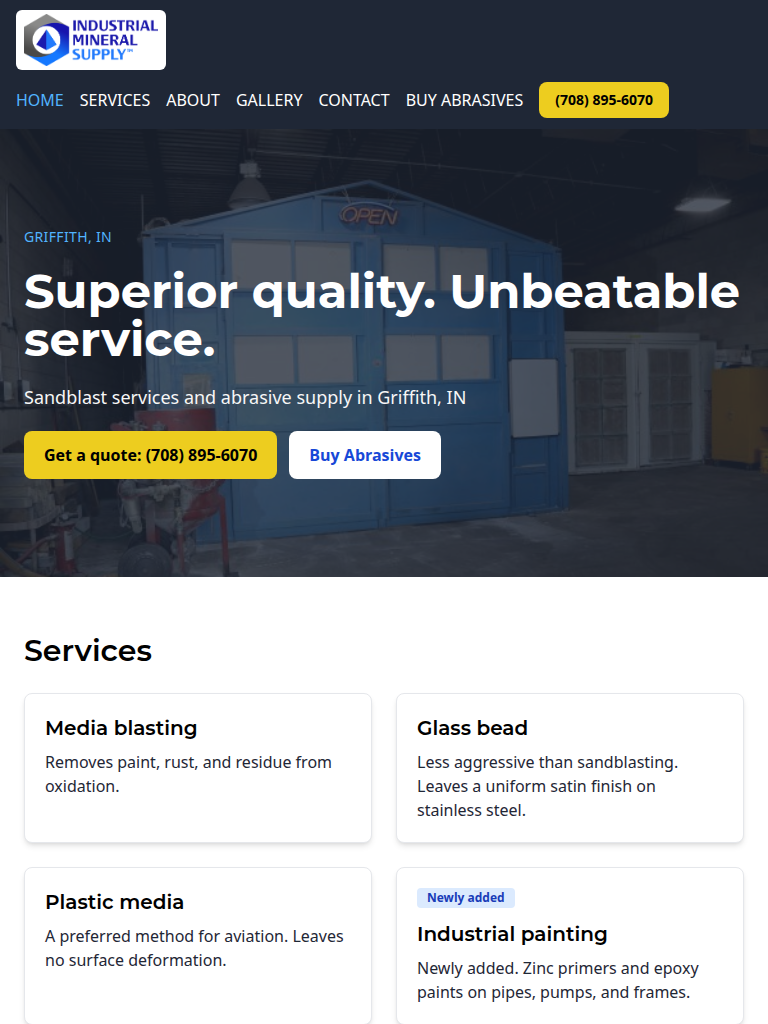 INDUSTRIAL
MINERAL
SUPPLY™
HOME SERVICES ABOUT GALLERY CONTACT BUY ABRASIVES (708) 895-6070
OPEN
GRIFFITH, IN
Superior quality. Unbeatable
service.
Sandblast services and abrasive supply in Griffith, IN
Get a quote: (708) 895-6070 Buy Abrasives
Services
Media blasting
Removes paint, rust, and residue from
oxidation.
Glass bead
Less aggressive than sandblasting.
Leaves a uniform satin finish on
stainless steel.
Plastic media
A preferred method for aviation. Leaves
no surface deformation.
Newly added
Industrial painting
Newly added. Zinc primers and epoxy
paints on pipes, pumps, and frames.